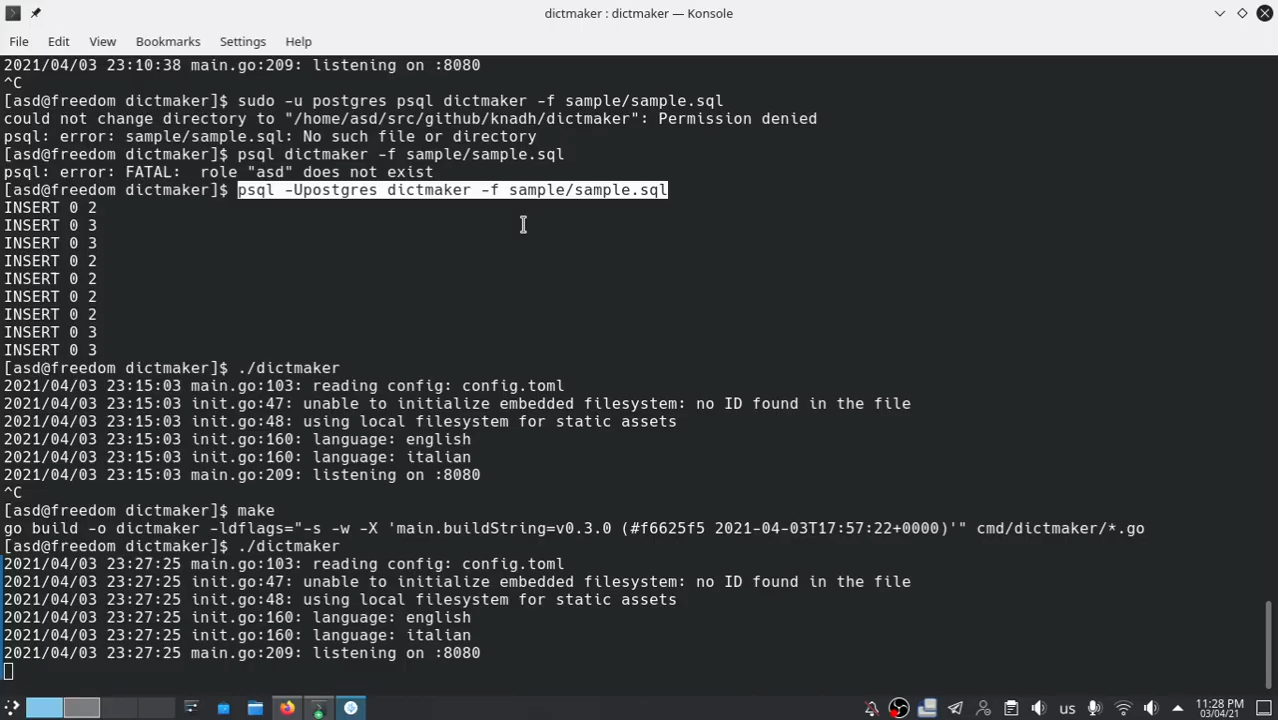 dictmaker : dictmaker — Konsole
File Edit View Bookmarks Settings Help
2021/04/03 23:10:38 main.go:209: listening on :8080
^C
[asd@freedom dictmaker]$ sudo -u postgres psql dictmaker -f sample/sample.sql
could not change directory to "/home/asd/src/github/knadh/dictmaker": Permission denied
psql: error: sample/sample.sql: No such file or directory
[asd@freedom dictmaker]$ psql dictmaker -f sample/sample.sql
psql: error: FATAL:  role "asd" does not exist
[asd@freedom dictmaker]$ psql -Upostgres dictmaker -f sample/sample.sql
INSERT 0 2
INSERT 0 3
INSERT 0 3
INSERT 0 2
INSERT 0 2
INSERT 0 2
INSERT 0 2
INSERT 0 3
INSERT 0 3
[asd@freedom dictmaker]$ ./dictmaker
2021/04/03 23:15:03 main.go:103: reading config: config.toml
2021/04/03 23:15:03 init.go:47: unable to initialize embedded filesystem: no ID found in the file
2021/04/03 23:15:03 init.go:48: using local filesystem for static assets
2021/04/03 23:15:03 init.go:160: language: english
2021/04/03 23:15:03 init.go:160: language: italian
2021/04/03 23:15:03 main.go:209: listening on :8080
^C
[asd@freedom dictmaker]$ make
go build -o dictmaker -ldflags="-s -w -X 'main.buildString=v0.3.0 (#f6625f5 2021-04-03T17:57:22+0000)'" cmd/dictmaker/*.go
[asd@freedom dictmaker]$ ./dictmaker
2021/04/03 23:27:25 main.go:103: reading config: config.toml
2021/04/03 23:27:25 init.go:47: unable to initialize embedded filesystem: no ID found in the file
2021/04/03 23:27:25 init.go:48: using local filesystem for static assets
2021/04/03 23:27:25 init.go:160: language: english
2021/04/03 23:27:25 init.go:160: language: italian
2021/04/03 23:27:25 main.go:209: listening on :8080
us
11:28 PM
03/04/21